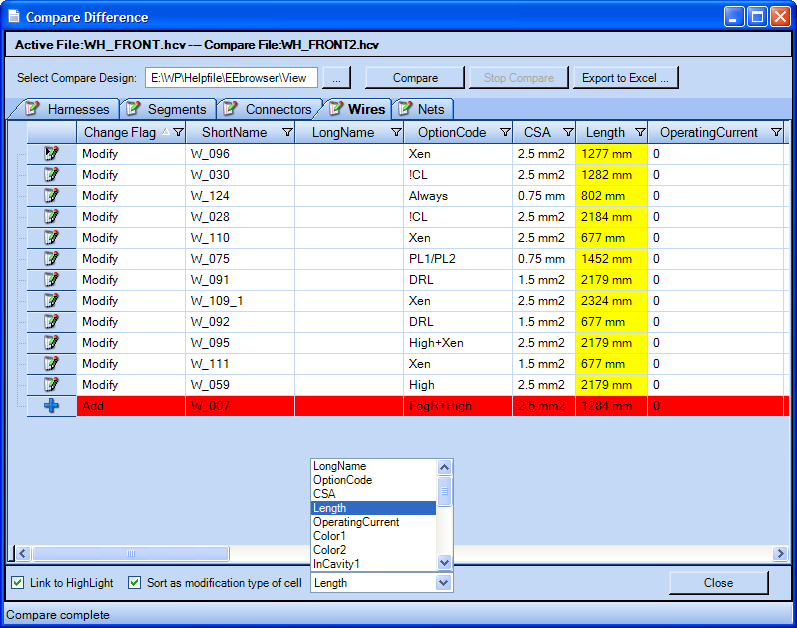 Compare Difference
Active File:WH_FRONT.hcv --- Compare File:WH_FRONT2.hcv
Select Compare Design: E:\WP\Helpfile\EEbrowser\View ... Compare Stop Compare Export to Excel ...
Harnesses Segments Connectors Wires Nets
Change Flag ShortName LongName OptionCode CSA Length OperatingCurrent
Modify W_096 Xen 2.5 mm2 1277 mm 0
Modify W_030 !CL 2.5 mm2 1282 mm 0
Modify W_124 Always 0.75 mm 802 mm 0
Modify W_028 !CL 2.5 mm2 2184 mm 0
Modify W_110 Xen 2.5 mm2 677 mm 0
Modify W_075 PL1/PL2 0.75 mm 1452 mm 0
Modify W_091 DRL 1.5 mm2 2179 mm 0
Modify W_109_1 Xen 2.5 mm2 2324 mm 0
Modify W_092 DRL 1.5 mm2 677 mm 0
Modify W_095 High+Xen 2.5 mm2 2179 mm 0
Modify W_111 Xen 1.5 mm2 677 mm 0
Modify W_059 High 2.5 mm2 2179 mm 0
Add W_007 FogR+High 2.5 mm2 1284 mm 0
LongName
OptionCode
CSA
Length
OperatingCurrent
Color1
Color2
InCavity1
Link to HighLight Sort as modification type of cell Length Close
Compare complete